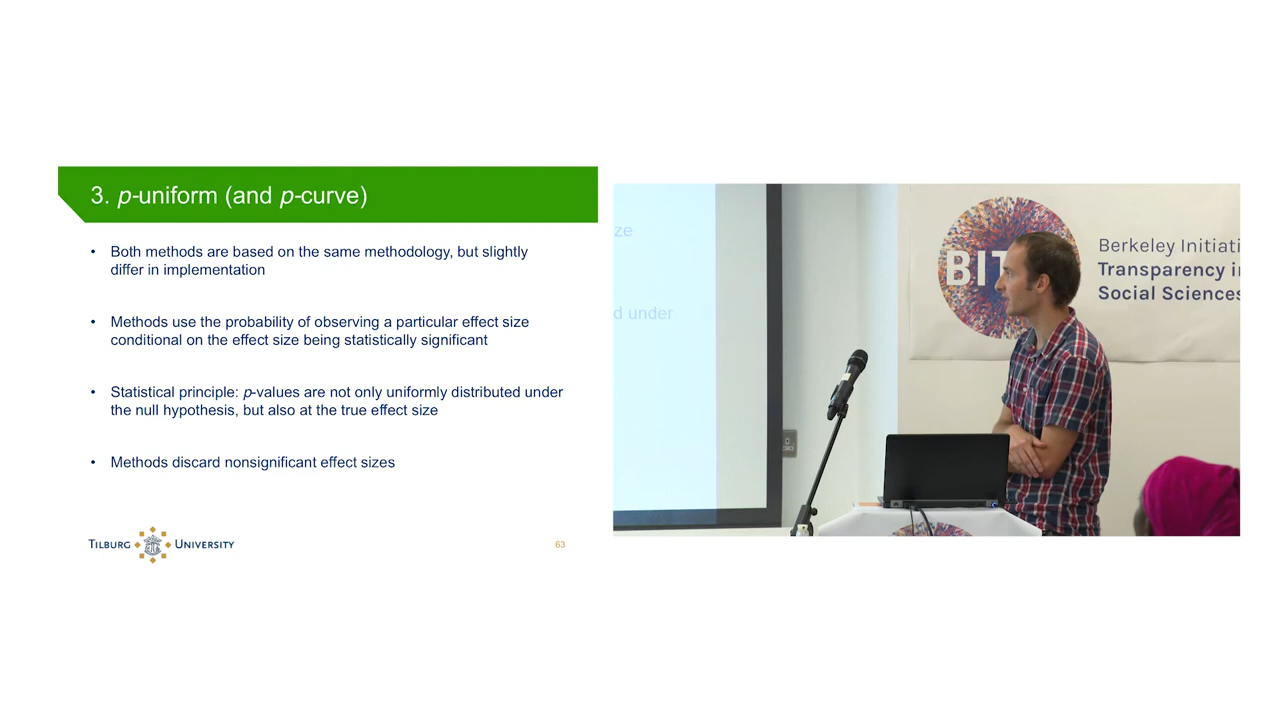 3. p-uniform (and p-curve)
• Both methods are based on the same methodology, but slightly
differ in implementation
• Methods use the probability of observing a particular effect size
conditional on the effect size being statistically significant
• Statistical principle: p-values are not only uniformly distributed under
the null hypothesis, but also at the true effect size
• Methods discard nonsignificant effect sizes
TILBURG UNIVERSITY
63
ze
d under
BIT
Berkeley Initiati
Transparency in
Social Sciences